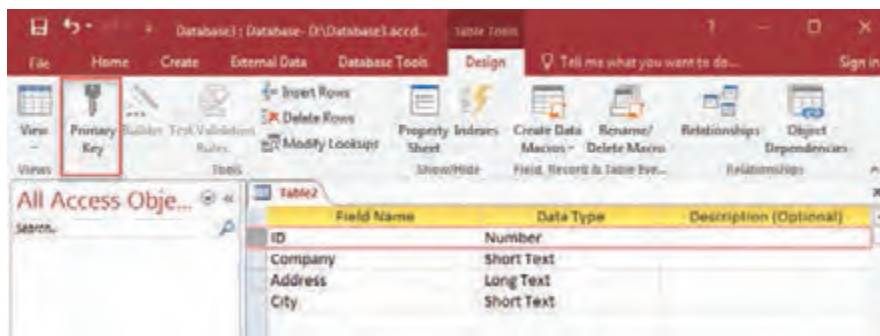 Database3 : Database- D:\Database3.accd... Table Tools ?
File Home Create External Data Database Tools Design Tell me what you want to do... Sign in
View Primary Key Builder Test Validation Rules Insert Rows
Delete Rows
Modify Lookups
Property Sheet Indexes Create Data Macros Rename/ Delete Macro Relationships Object Dependencies
Views Tools Show/Hide Field, Record & Table Eve... Relationships
All Access Obje... «
Search...
Table2
Field Name Data Type Description (Optional)
ID Number
Company Short Text
Address Long Text
City Short Text